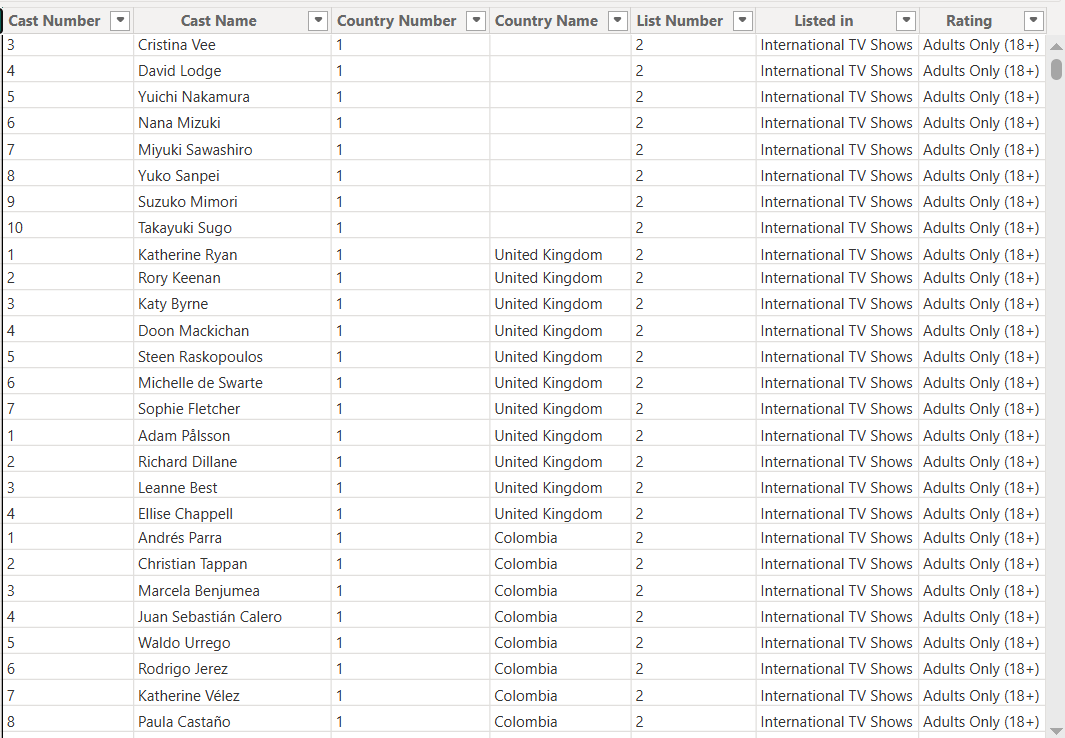 Cast Number Cast Name Country Number Country Name List Number Listed in Rating
3 Cristina Vee 1 2 International TV Shows Adults Only (18+)
4 David Lodge 1 2 International TV Shows Adults Only (18+)
5 Yuichi Nakamura 1 2 International TV Shows Adults Only (18+)
6 Nana Mizuki 1 2 International TV Shows Adults Only (18+)
7 Miyuki Sawashiro 1 2 International TV Shows Adults Only (18+)
8 Yuko Sanpei 1 2 International TV Shows Adults Only (18+)
9 Suzuko Mimori 1 2 International TV Shows Adults Only (18+)
10 Takayuki Sugo 1 2 International TV Shows Adults Only (18+)
1 Katherine Ryan 1 United Kingdom 2 International TV Shows Adults Only (18+)
2 Rory Keenan 1 United Kingdom 2 International TV Shows Adults Only (18+)
3 Katy Byrne 1 United Kingdom 2 International TV Shows Adults Only (18+)
4 Doon Mackichan 1 United Kingdom 2 International TV Shows Adults Only (18+)
5 Steen Raskopoulos 1 United Kingdom 2 International TV Shows Adults Only (18+)
6 Michelle de Swarte 1 United Kingdom 2 International TV Shows Adults Only (18+)
7 Sophie Fletcher 1 United Kingdom 2 International TV Shows Adults Only (18+)
1 Adam Pålsson 1 United Kingdom 2 International TV Shows Adults Only (18+)
2 Richard Dillane 1 United Kingdom 2 International TV Shows Adults Only (18+)
3 Leanne Best 1 United Kingdom 2 International TV Shows Adults Only (18+)
4 Ellise Chappell 1 United Kingdom 2 International TV Shows Adults Only (18+)
1 Andrés Parra 1 Colombia 2 International TV Shows Adults Only (18+)
2 Christian Tappan 1 Colombia 2 International TV Shows Adults Only (18+)
3 Marcela Benjumea 1 Colombia 2 International TV Shows Adults Only (18+)
4 Juan Sebastián Calero 1 Colombia 2 International TV Shows Adults Only (18+)
5 Waldo Urrego 1 Colombia 2 International TV Shows Adults Only (18+)
6 Rodrigo Jerez 1 Colombia 2 International TV Shows Adults Only (18+)
7 Katherine Vélez 1 Colombia 2 International TV Shows Adults Only (18+)
8 Paula Castaño 1 Colombia 2 International TV Shows Adults Only (18+)